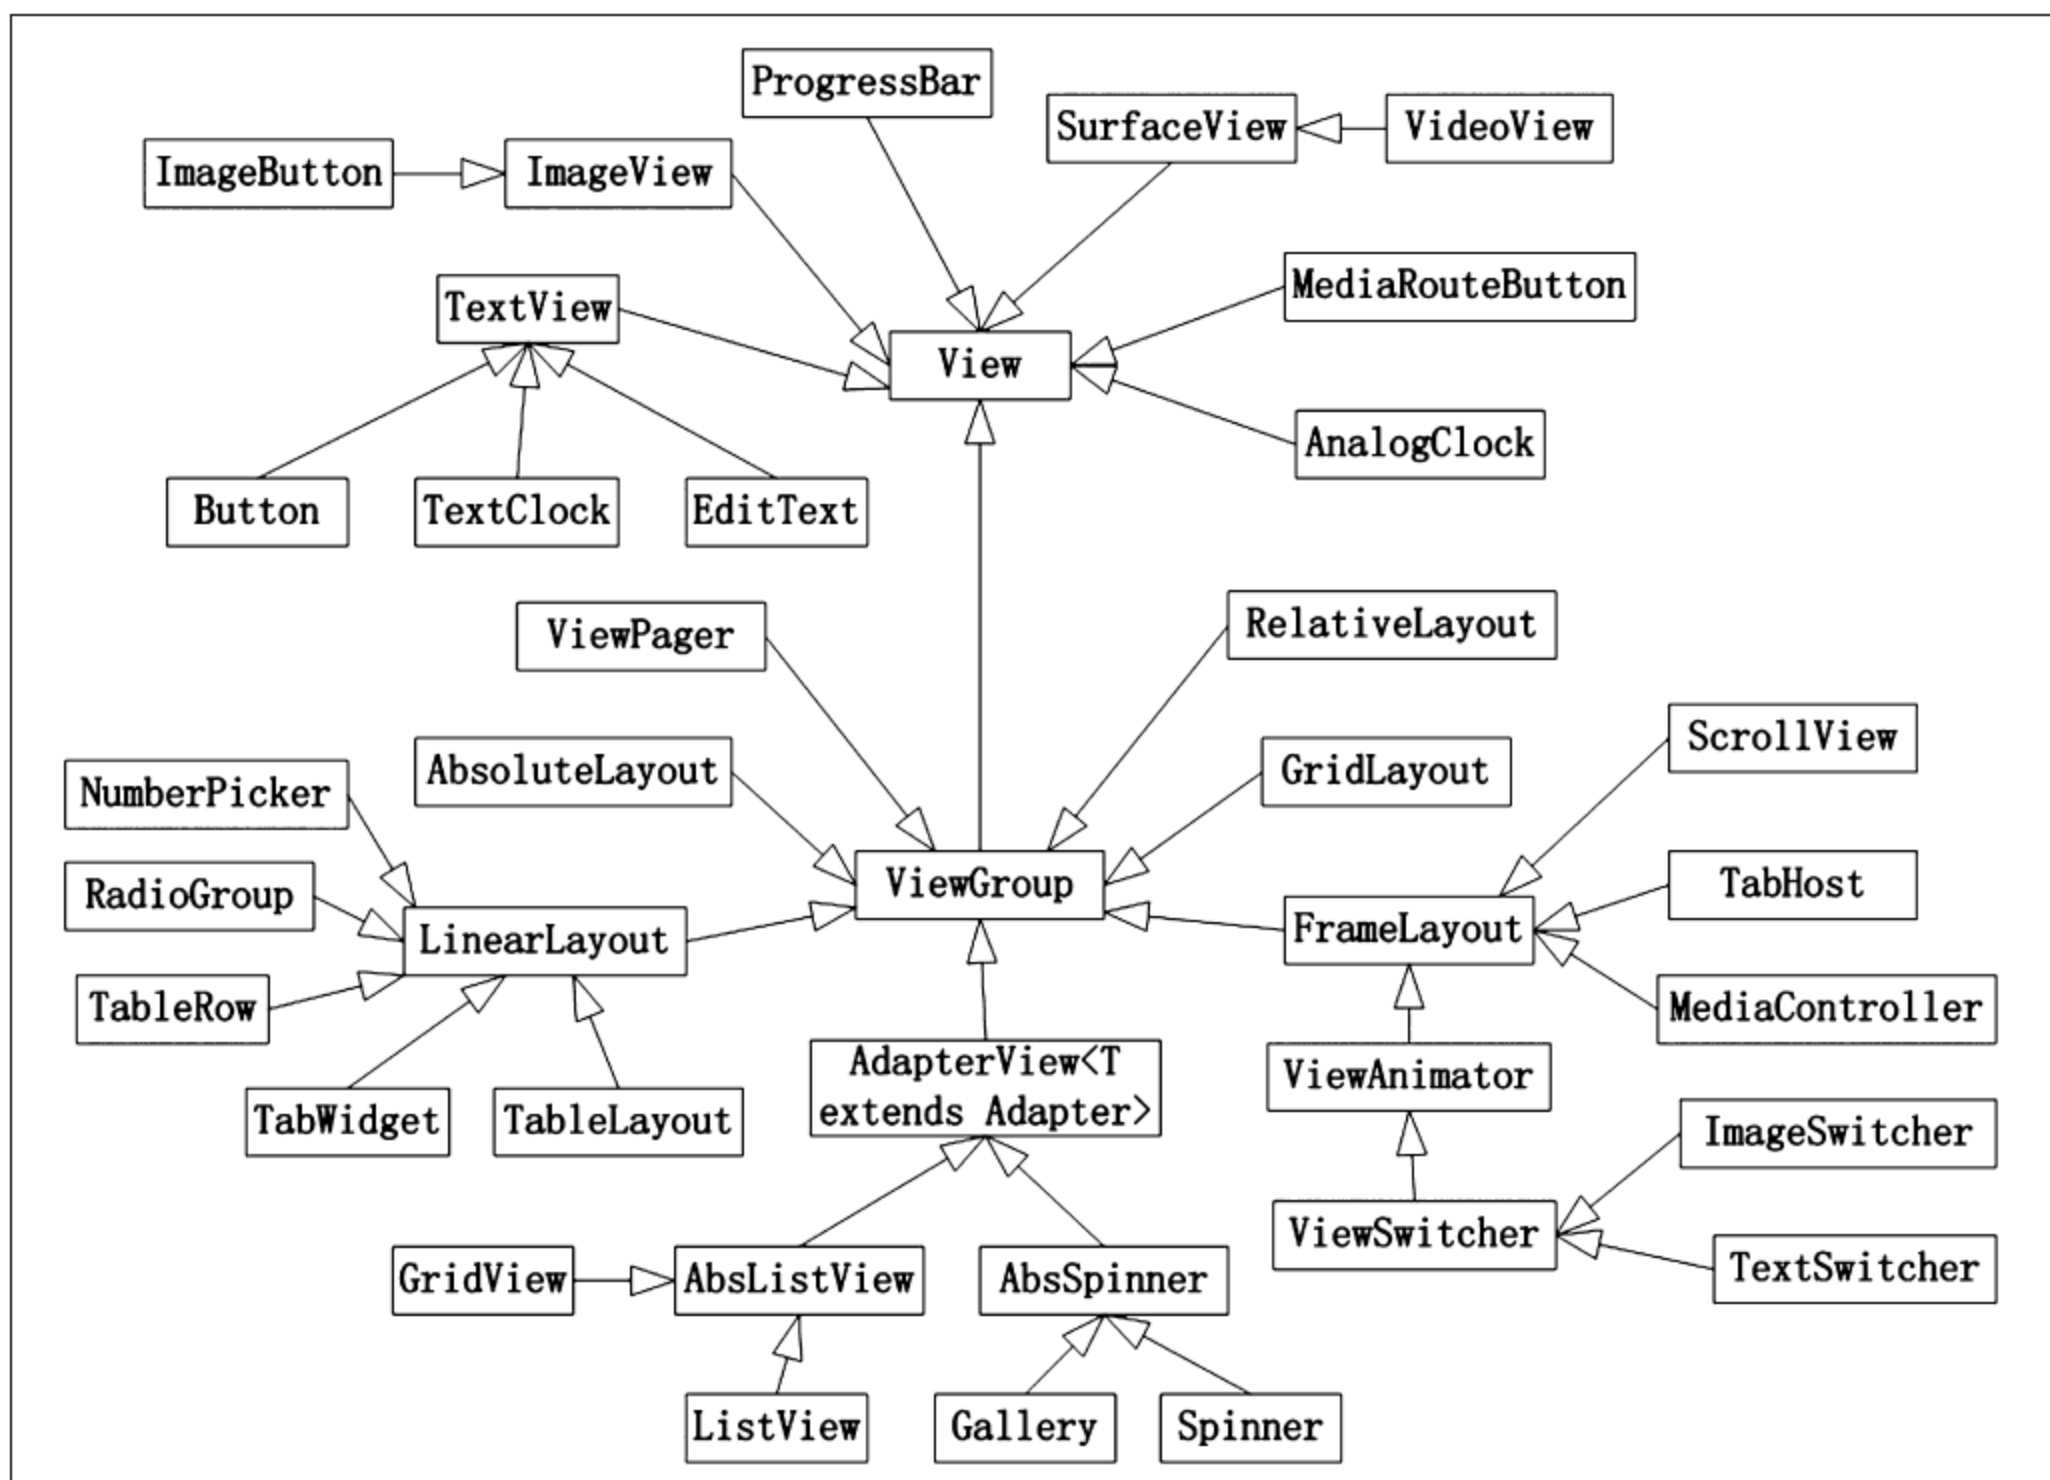 ProgressBar
SurfaceView
VideoView
ImageButton
ImageView
MediaRouteButton
TextView
View
AnalogClock
Button
TextClock
EditText
ViewPager
RelativeLayout
ScrollView
NumberPicker
AbsoluteLayout
GridLayout
RadioGroup
ViewGroup
TabHost
LinearLayout
FrameLayout
TableRow
MediaController
AdapterView<T
extends Adapter>
ViewAnimator
TabWidget
TableLayout
ImageSwitcher
ViewSwitcher
TextSwitcher
GridView
AbsListView
AbsSpinner
ListView
Gallery
Spinner